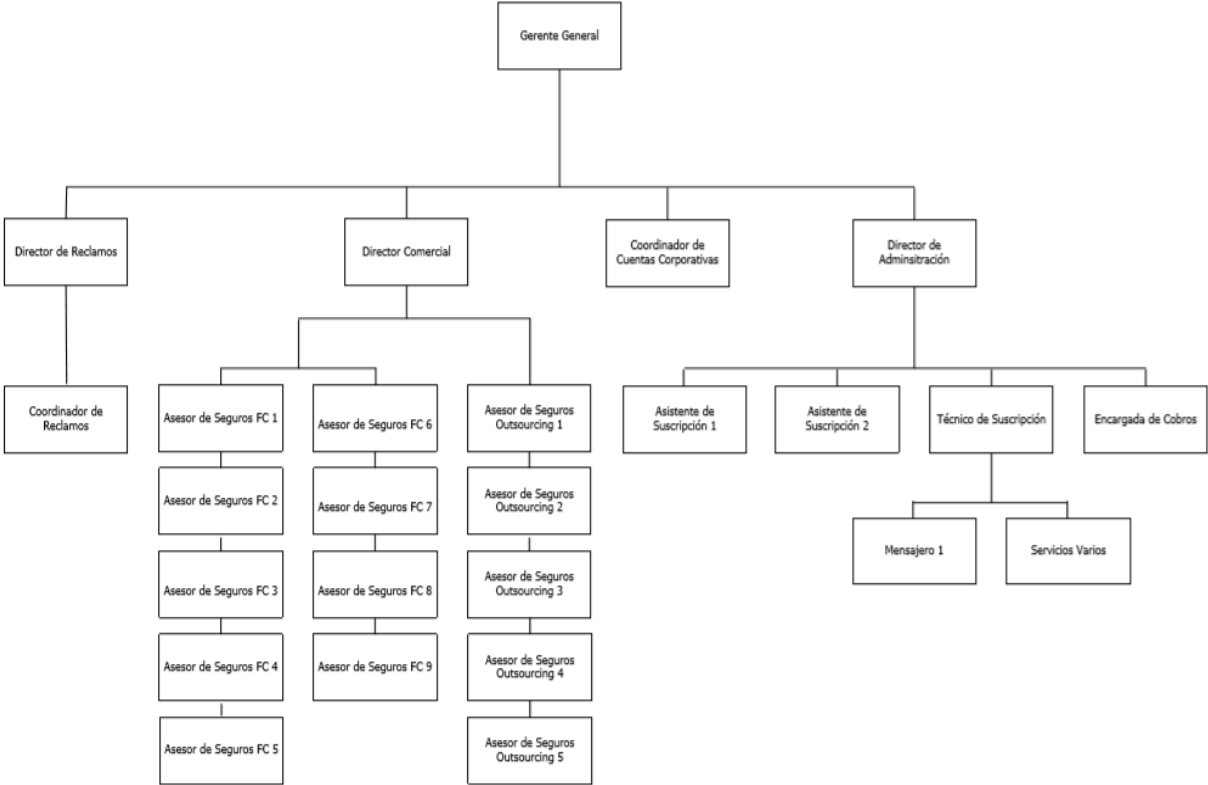 Gerente General
Director de Reclamos
Director Comercial
Coordinador de
Cuentas Corporativas
Director de
Adminsitración
Coordinador de
Reclamos
Asesor de Seguros FC 1
Asesor de Seguros FC 6
Asesor de Seguros
Outsourcing 1
Asistente de
Suscripción 1
Asistente de
Suscripción 2
Técnico de Suscripción
Encargada de Cobros
Asesor de Seguros FC 2
Asesor de Seguros FC 7
Asesor de Seguros
Outsourcing 2
Mensajero 1
Servicios Varios
Asesor de Seguros FC 3
Asesor de Seguros FC 8
Asesor de Seguros
Outsourcing 3
Asesor de Seguros FC 4
Asesor de Seguros FC 9
Asesor de Seguros
Outsourcing 4
Asesor de Seguros FC 5
Asesor de Seguros
Outsourcing 5